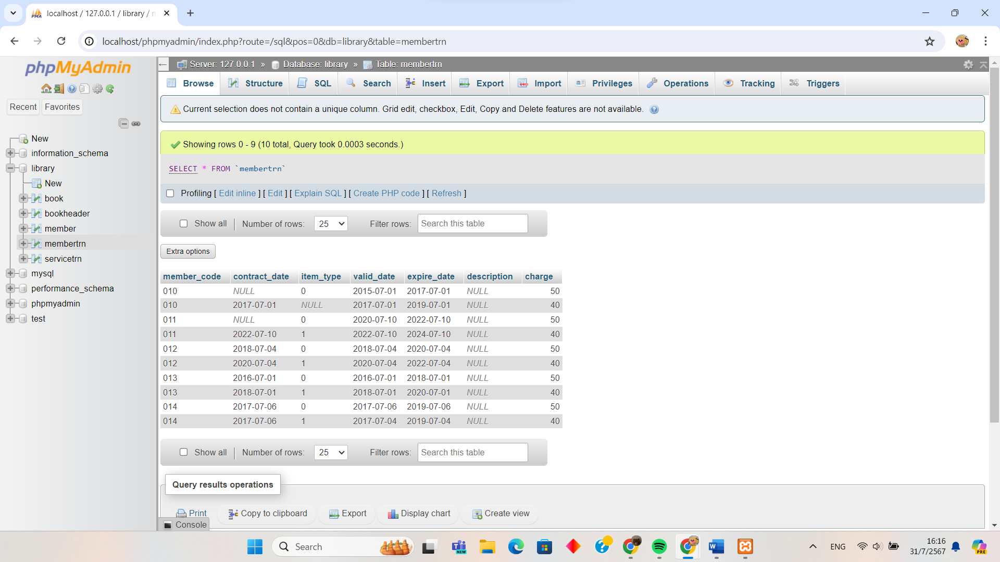 localhost / 127.0.0.1 / library /
localhost/phpmyadmin/index.php?route=/sql&pos=0&db=library&table=membertrn
phpMyAdmin
Recent Favorites
New
information_schema
library
New
book
bookheader
member
membertrn
servicetrn
mysql
performance_schema
phpmyadmin
test
Server: 127.0.0.1 » Database: library » Table: membertrn
Browse Structure SQL Search Insert Export Import Privileges Operations Tracking Triggers
Current selection does not contain a unique column. Grid edit, checkbox, Edit, Copy and Delete features are not available.
Showing rows 0 - 9 (10 total, Query took 0.0003 seconds.)
SELECT * FROM `membertrn`
Profiling [ Edit inline ] [ Edit ] [ Explain SQL ] [ Create PHP code ] [ Refresh ]
Show all Number of rows: 25 Filter rows: Search this table
Extra options
member_code contract_date item_type valid_date expire_date description charge
010 NULL 0 2015-07-01 2017-07-01 NULL 50
010 2017-07-01 NULL 2017-07-01 2019-07-01 NULL 40
011 NULL 0 2020-07-10 2022-07-10 NULL 50
011 2022-07-10 1 2022-07-10 2024-07-10 NULL 40
012 2018-07-04 0 2018-07-04 2020-07-04 NULL 50
012 2020-07-04 1 2020-07-04 2022-07-04 NULL 40
013 2016-07-01 0 2016-07-01 2018-07-01 NULL 50
013 2018-07-01 1 2018-07-01 2020-07-01 NULL 40
014 2017-07-06 0 2017-07-06 2019-07-06 NULL 50
014 2017-07-06 1 2017-07-04 2019-07-04 NULL 40
Show all Number of rows: 25 Filter rows: Search this table
Query results operations
Print Copy to clipboard Export Display chart Create view
Console
Search
ENG
16:16
31/7/2567